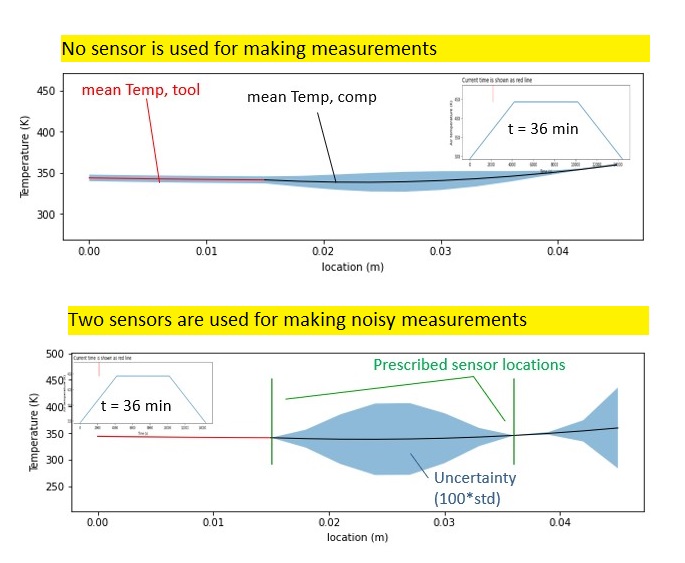 No sensor is used for making measurements
450
400
350
300
Temperature (K)
mean Temp, tool
mean Temp, comp
Current time is shown as red line
t = 36 min
0.00
0.01
0.02
0.03
0.04
location (m)
Two sensors are used for making noisy measurements
500
450
400
350
300
250
Temperature (K)
Current time is shown as red line
t = 36 min
Prescribed sensor locations
Uncertainty
(100*std)
0.00
0.01
0.02
0.03
0.04
location (m)